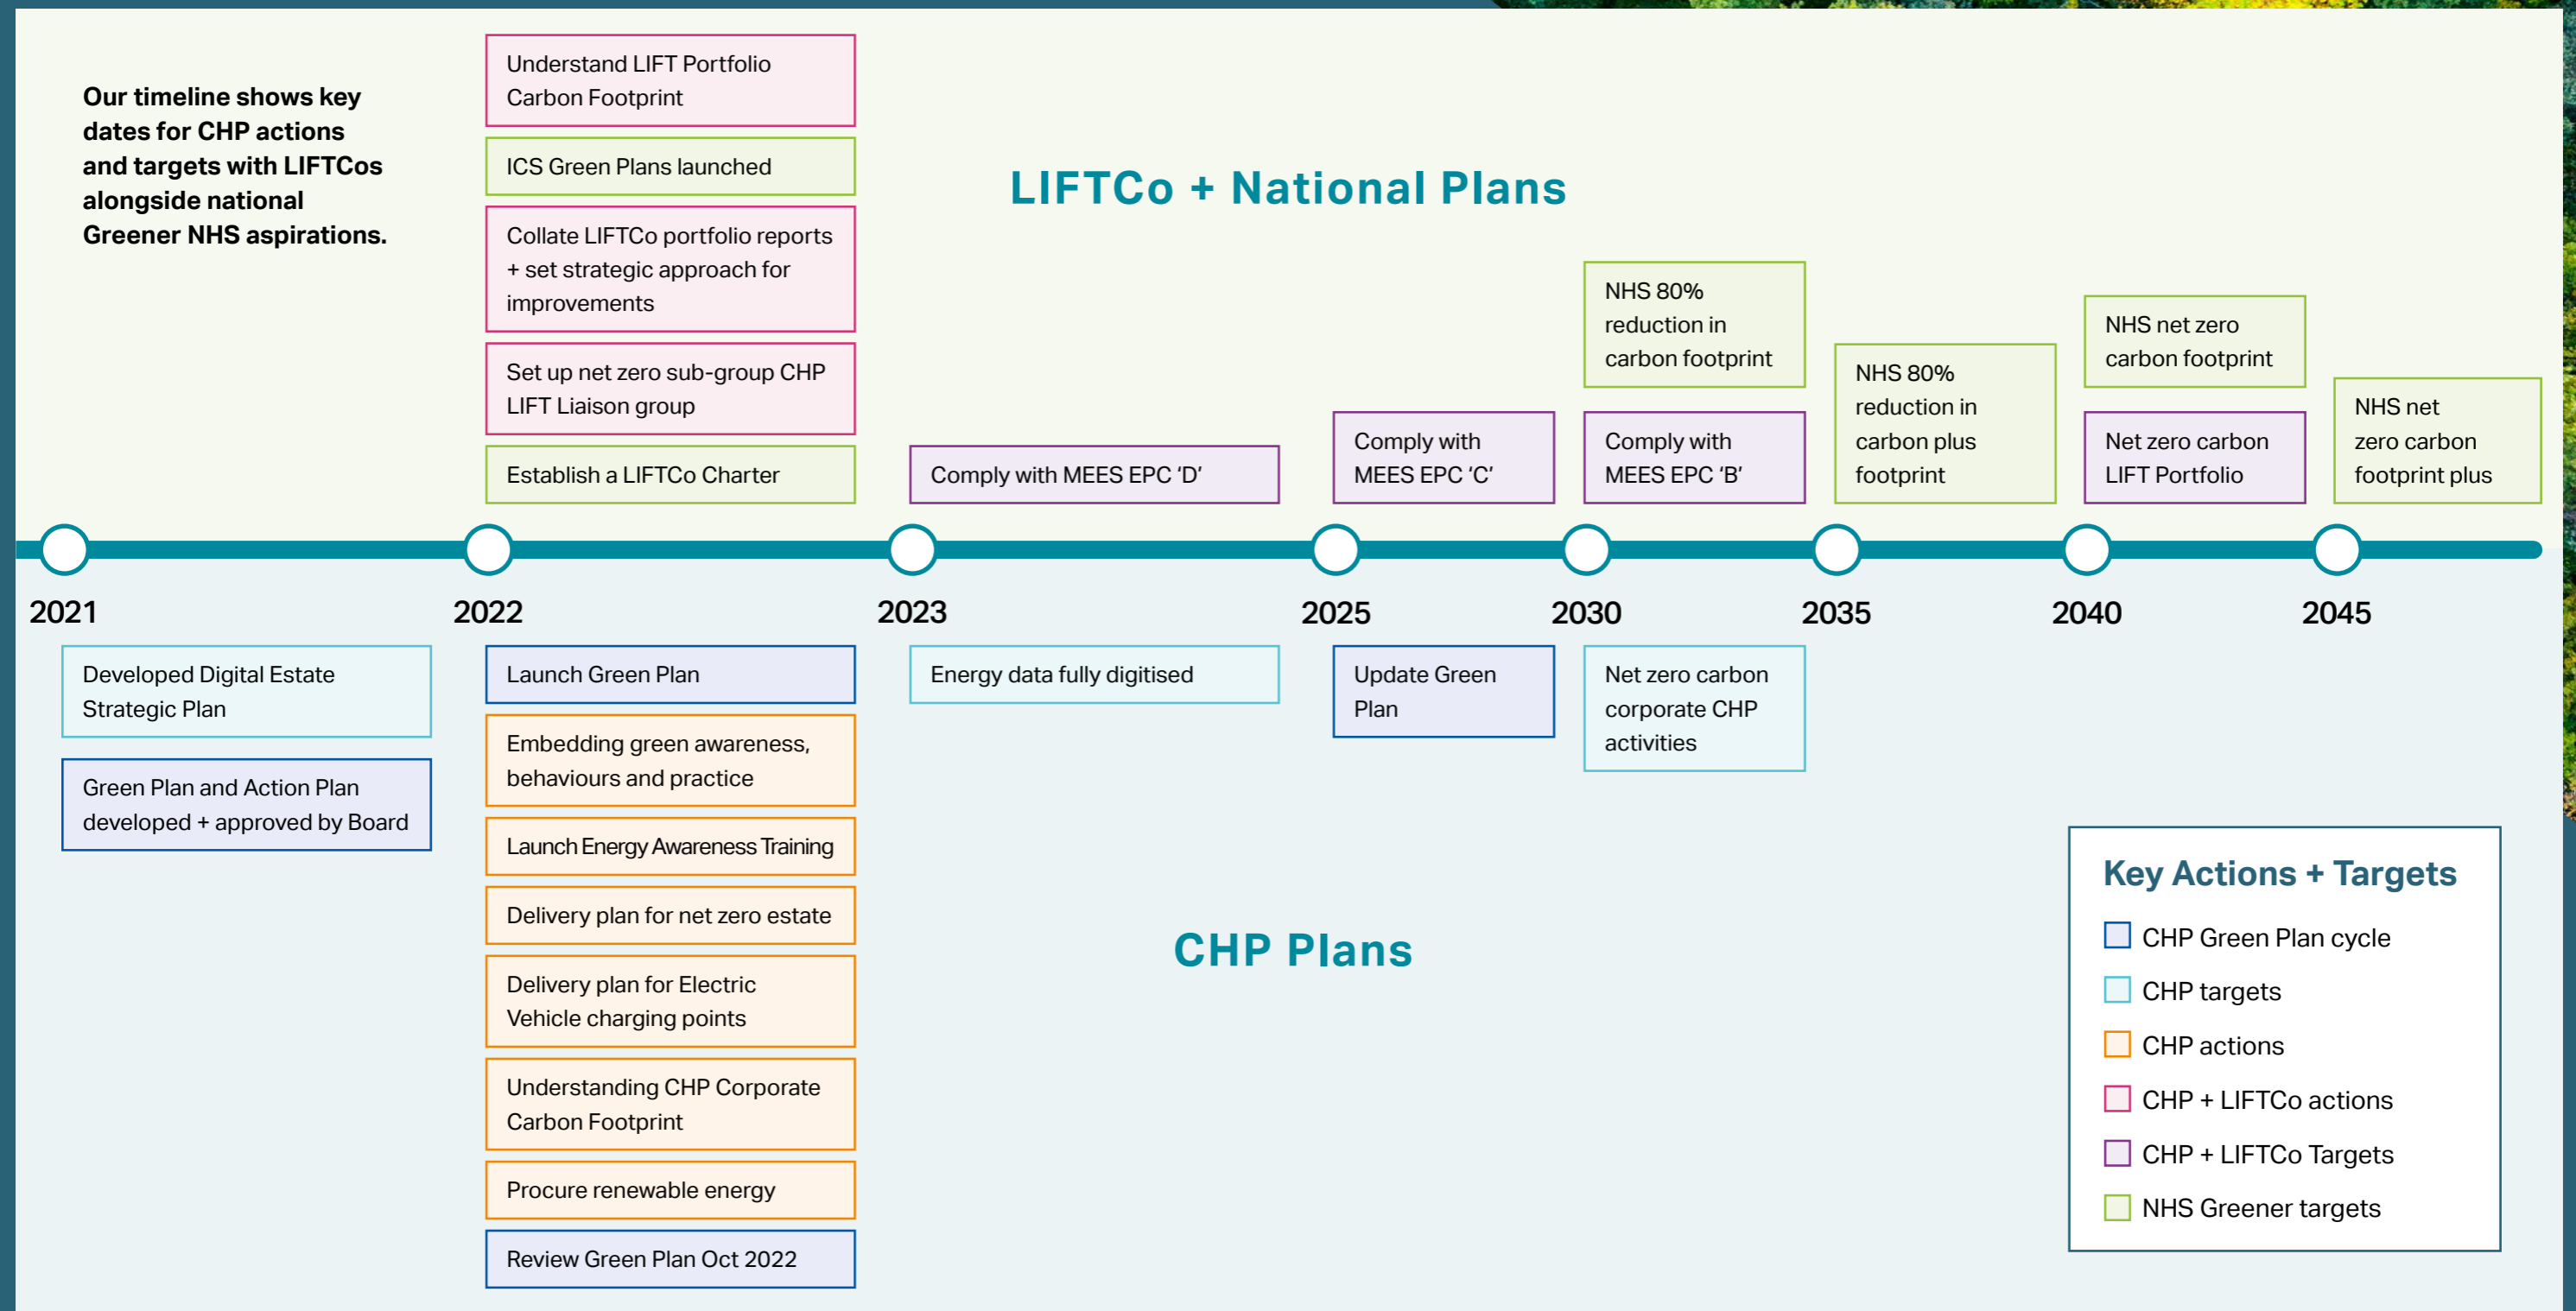 Our timeline shows key
dates for CHP actions
and targets with LIFTCos
alongside national
Greener NHS aspirations.
LIFTCo + National Plans
Understand LIFT Portfolio
Carbon Footprint
ICS Green Plans launched
Collate LIFTCo portfolio reports
+ set strategic approach for
improvements
Set up net zero sub-group CHP
LIFT Liaison group
Establish a LIFTCo Charter
Comply with MEES EPC ‘D’
Comply with
MEES EPC ‘C’
NHS 80%
reduction in
carbon footprint
Comply with
MEES EPC ‘B’
NHS 80%
reduction in
carbon plus
footprint
NHS net zero
carbon footprint
Net zero carbon
LIFT Portfolio
NHS net
zero carbon
footprint plus
2021
2022
2023
2025
2030
2035
2040
2045
Developed Digital Estate
Strategic Plan
Green Plan and Action Plan
developed + approved by Board
Launch Green Plan
Embedding green awareness,
behaviours and practice
Launch Energy Awareness Training
Delivery plan for net zero estate
Delivery plan for Electric
Vehicle charging points
Understanding CHP Corporate
Carbon Footprint
Procure renewable energy
Review Green Plan Oct 2022
Energy data fully digitised
Update Green
Plan
Net zero carbon
corporate CHP
activities
CHP Plans
Key Actions + Targets
CHP Green Plan cycle
CHP targets
CHP actions
CHP + LIFTCo actions
CHP + LIFTCo Targets
NHS Greener targets